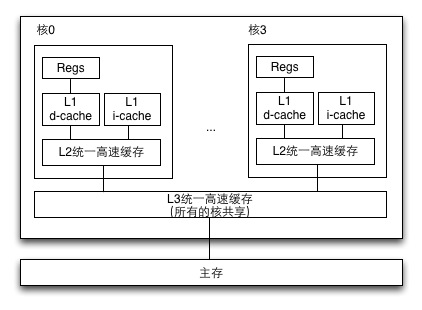 核0
核3
Regs
Regs
L1
d-cache
L1
i-cache
L1
d-cache
L1
i-cache
...
L2统一高速缓存
L2统一高速缓存
L3统一高速缓存
(所有的核共享)
主存